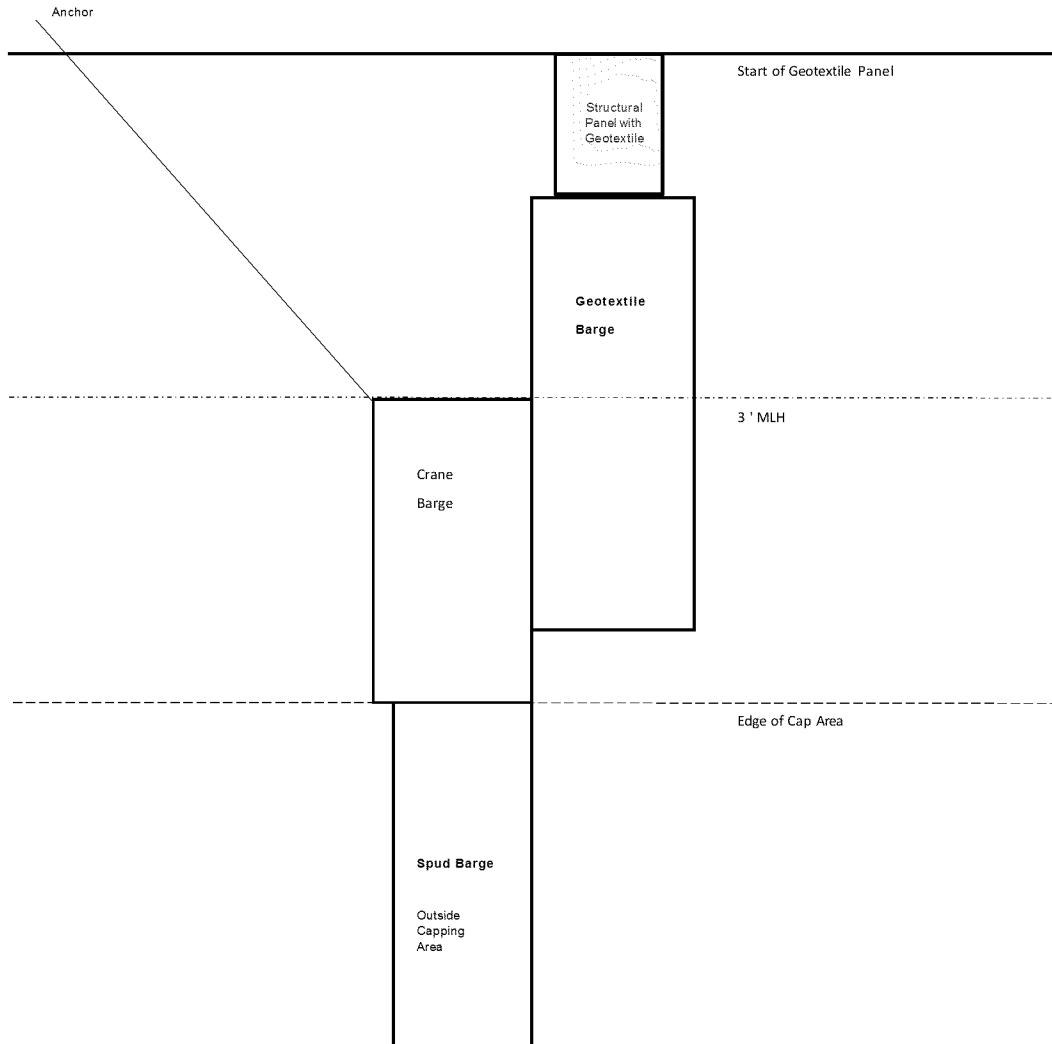 Anchor
Start of Geotextile Panel
Structural
Panel with
Geotextile
Geotextile
Barge
3 ' MLH
Crane
Barge
Edge of Cap Area
Spud Barge
Outside
Capping
Area